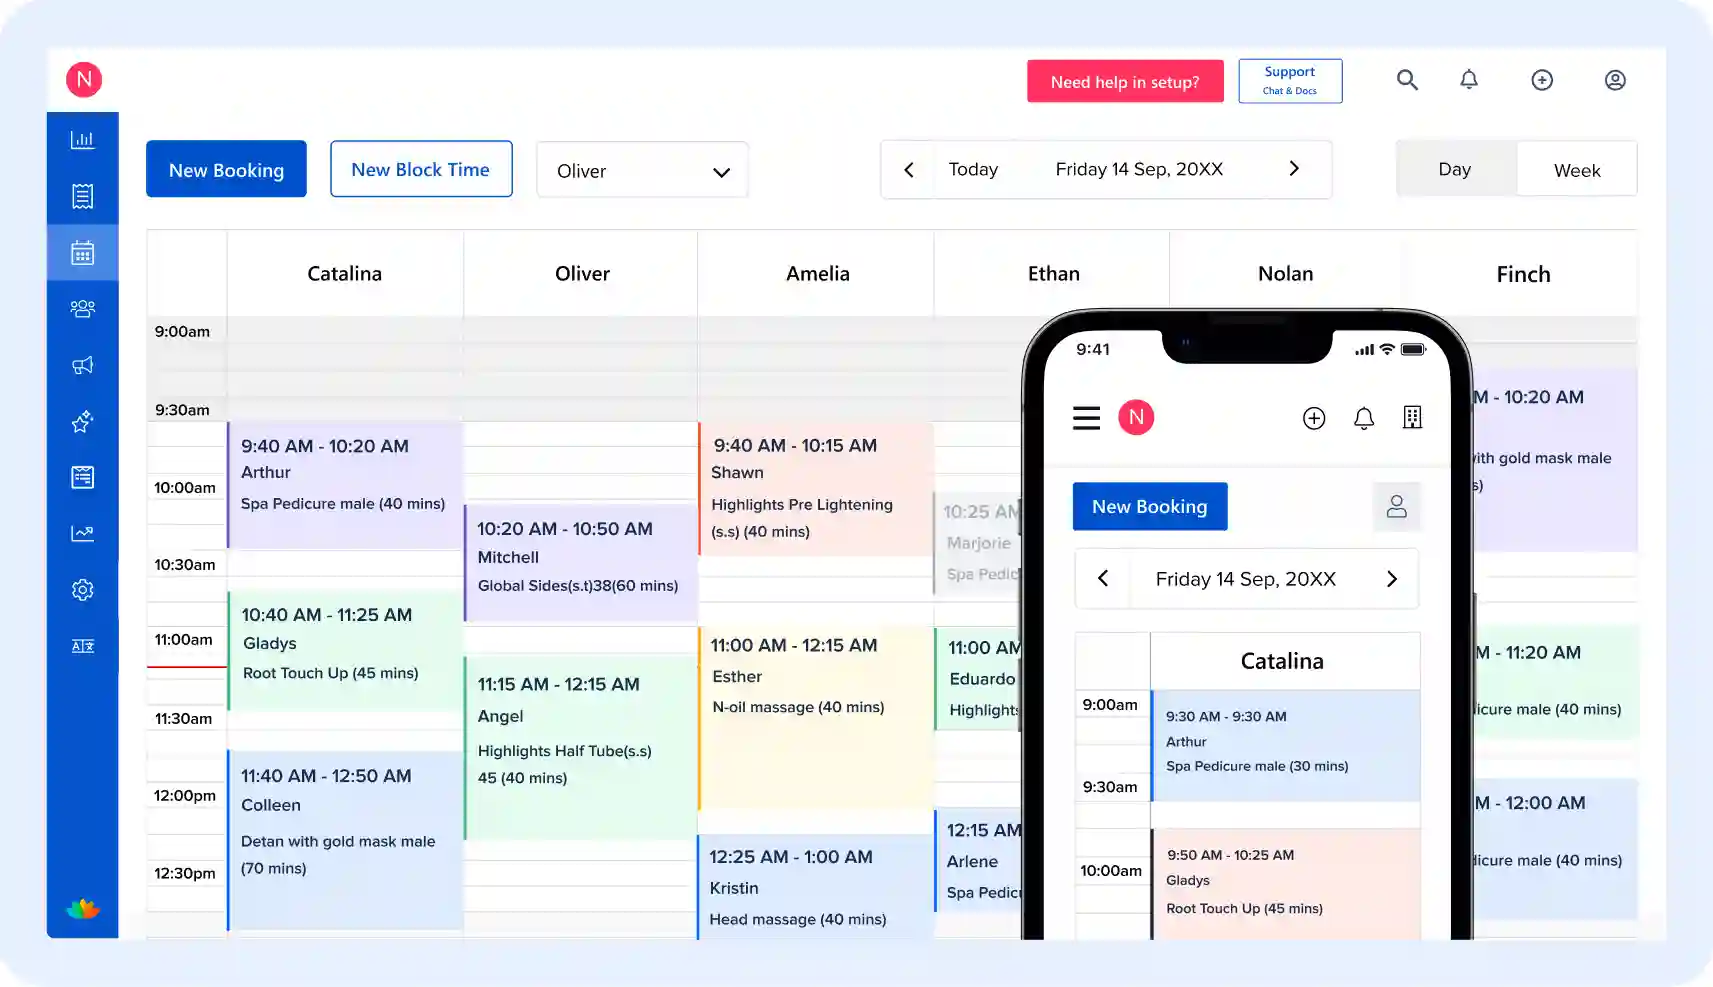 N
Need help in setup?
Support
Chat & Docs
New Booking
New Block Time
Oliver
Today
Friday 14 Sep, 20XX
Day
Week
Catalina
Oliver
Amelia
Ethan
Nolan
Finch
9:00am
9:30am
10:00am
10:30am
11:00am
11:30am
12:00pm
12:30pm
9:40 AM - 10:20 AM
Arthur
Spa Pedicure male (40 mins)
10:40 AM - 11:25 AM
Gladys
Root Touch Up (45 mins)
11:40 AM - 12:50 AM
Colleen
Detan with gold mask male
(70 mins)
10:20 AM - 10:50 AM
Mitchell
Global Sides(s.t)38(60 mins)
11:15 AM - 12:15 AM
Angel
Highlights Half Tube(s.s)
45 (40 mins)
9:40 AM - 10:15 AM
Shawn
Highlights Pre Lightening
(s.s) (40 mins)
11:00 AM - 12:15 AM
Esther
N-oil massage (40 mins)
12:25 AM - 1:00 AM
Kristin
Head massage (40 mins)
10:25 AM
Marjorie
Spa Pedic
11:00 AM
Eduardo
Highlights
12:15 AM
Arlene
Spa Pedicu
M - 10:20 AM
with gold mask male
s)
M - 11:20 AM
icure male (40 mins)
M - 12:00 AM
dicure male (40 mins)
9:41
N
New Booking
Friday 14 Sep, 20XX
Catalina
9:00am
9:30am
10:00am
9:30 AM - 9:30 AM
Arthur
Spa Pedicure male (30 mins)
9:50 AM - 10:25 AM
Gladys
Root Touch Up (45 mins)